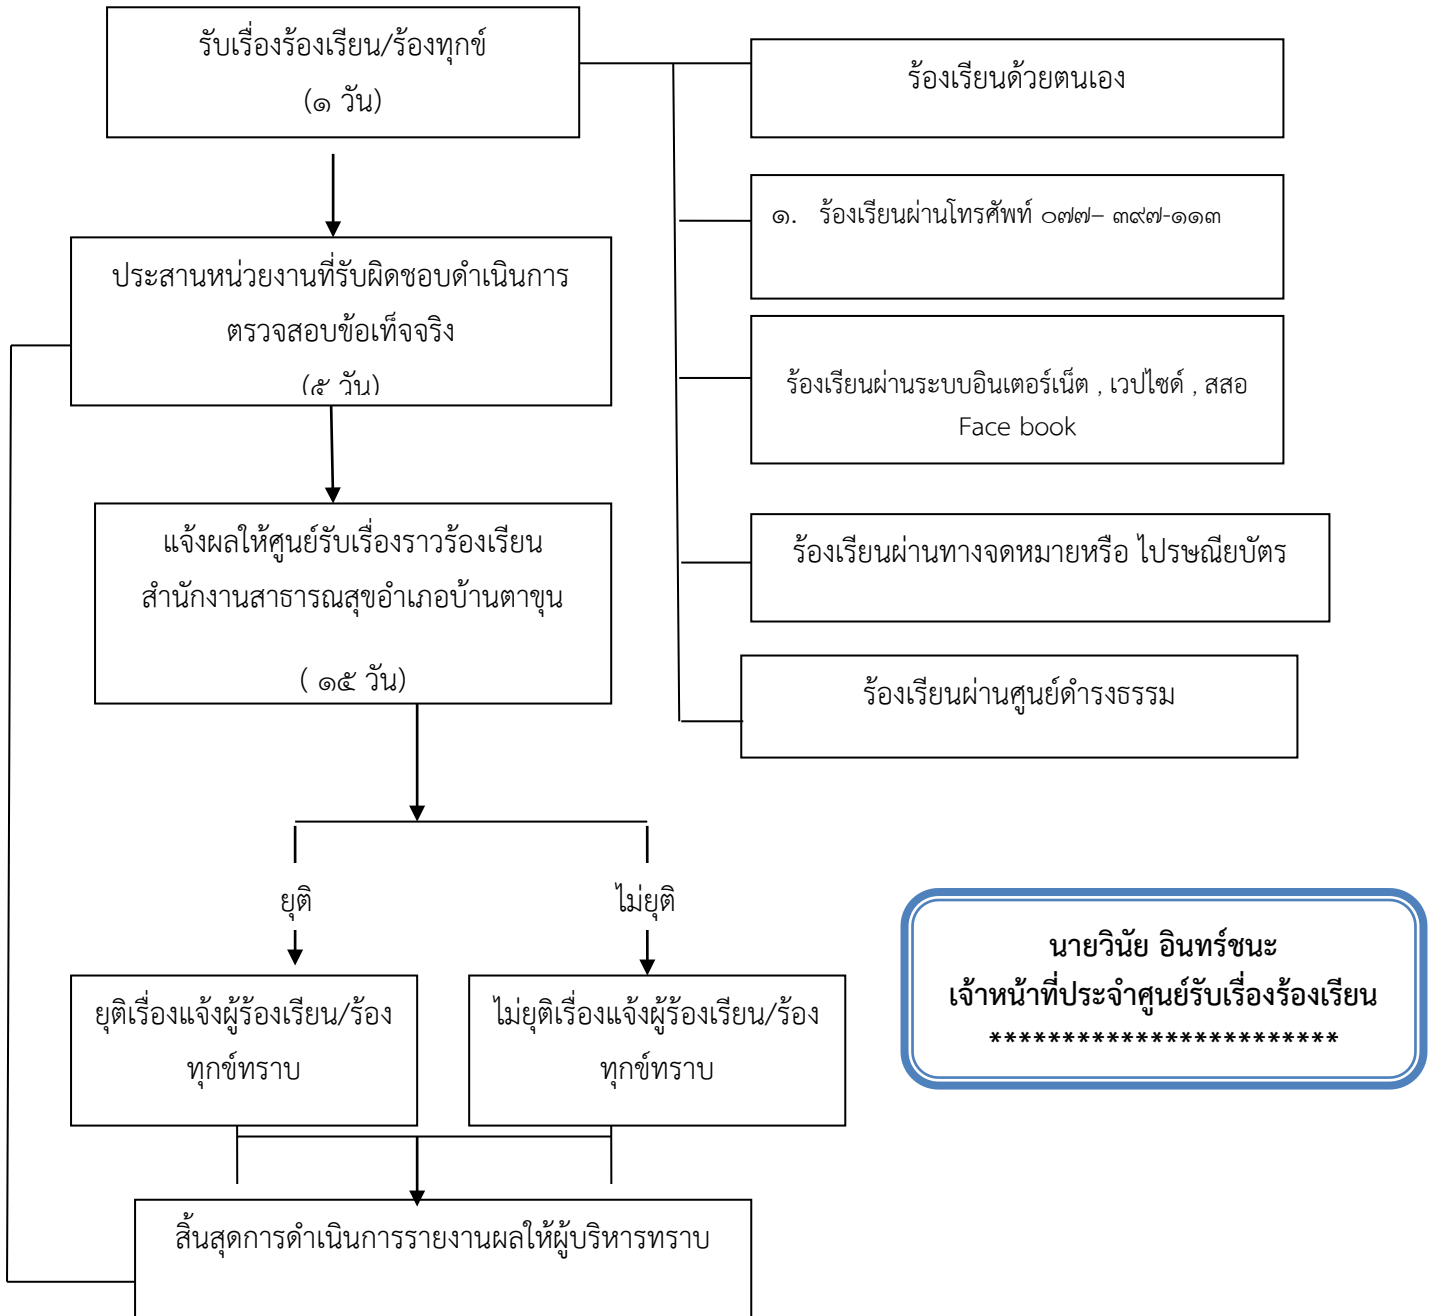 รับเรื่องร้องเรียน/ร้องทุกข์
(๑ วัน)
ร้องเรียนด้วยตนเอง
๑. ร้องเรียนผ่านโทรศัพท์ ๐๗๗– ๓๙๗-๑๑๓
ประสานหน่วยงานที่รับผิดชอบดำเนินการ
ตรวจสอบข้อเท็จจริง
(๕ วัน)
ร้องเรียนผ่านระบบอินเตอร์เน็ต , เวปไซด์ , สสอ
Face book
แจ้งผลให้ศูนย์รับเรื่องราวร้องเรียน
สำนักงานสาธารณสุขอำเภอบ้านตาขุน
( ๑๕ วัน)
ร้องเรียนผ่านทางจดหมายหรือ ไปรษณียบัตร
ร้องเรียนผ่านศูนย์ดำรงธรรม
ยุติ
ไม่ยุติ
ยุติเรื่องแจ้งผู้ร้องเรียน/ร้อง
ทุกข์ทราบ
ไม่ยุติเรื่องแจ้งผู้ร้องเรียน/ร้อง
ทุกข์ทราบ
นายวินัย อินทร์ชนะ
เจ้าหน้าที่ประจำศูนย์รับเรื่องร้องเรียน
************************
สิ้นสุดการดำเนินการรายงานผลให้ผู้บริหารทราบ